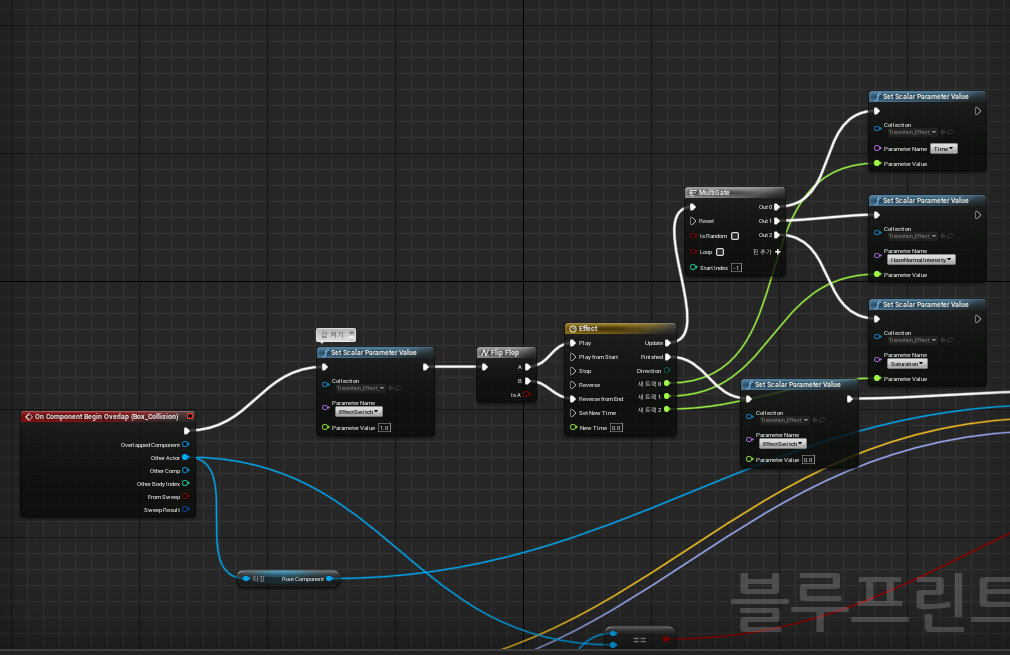 Set Scalar Parameter Value
Collection
Transition_Effect
Parameter Name Time
Parameter Value
MultiGate
Out 0
Reset Out 1
Is Random Out 2
Loop 핀 추가 +
Start Index -1
Set Scalar Parameter Value
Collection
Transition_Effect
Parameter Name
HazeNormalIntensity
Parameter Value
Set Scalar Parameter Value
Collection
Transition_Effect
Parameter Name
Saturation
Parameter Value
값 켜기
Set Scalar Parameter Value
Collection
Transition_Effect
Parameter Name
EffectSwitch
Parameter Value 1.0
Flip Flop
A
B
Is A
Effect
Play Update
Play from Start Finished
Stop Direction
Reverse 새 트랙 0
Reverse from End 새 트랙 1
Set New Time 새 트랙 2
New Time 0.0
Set Scalar Parameter Value
Collection
Transition_Effect
Parameter Name
EffectSwitch
Parameter Value 0.0
On Component Begin Overlap (Box_Collision)
Overlapped Component
Other Actor
Other Comp
Other Body Index
From Sweep
Sweep Result
타깃 Root Component
==
블루프린트